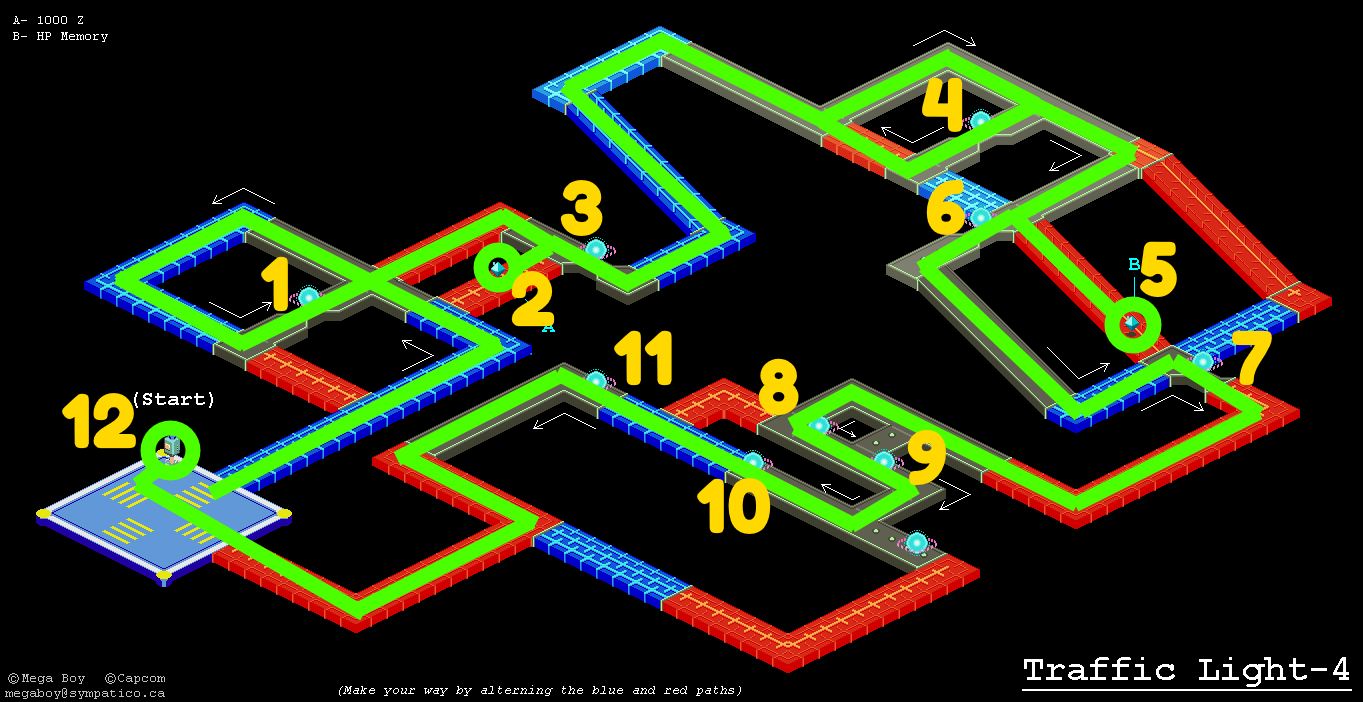 A- 1000 Z
B- HP Memory
4
3
6
1
B
5
2
A
11
7
8
12
(Start)
9
10
Traffic Light-4
©Mega Boy ©Capcom
megaboy@sympatico.ca
(Make your way by alterning the blue and red paths)